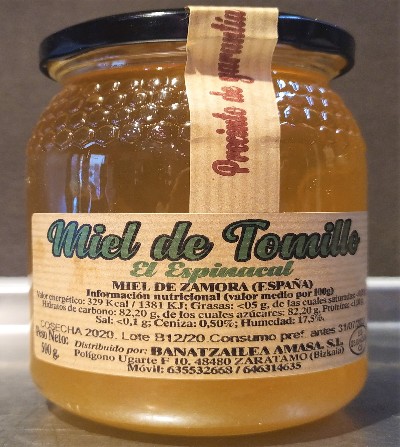 Precinto de garantía
Miel de Tomillo
El Espinacal
MIEL DE ZAMORA (ESPAÑA)
Información nutricional (valor medio por 100g)
Valor energético: 329 Kcal / 1381 KJ; Grasas: <05 g, de las cuales saturadas
Hidratos de carbono: 82,20 g, de los cuales azúcares: 82,20 g, Proteína:
Sal: <0,1 g; Ceniza: 0,50%; Humedad: 17,5%.
COSECHA 2020. Lote B12/20 Consumo pref. antes 31/07/
Peso Neto:
500 g.
Distribuido por: BANATZAILEA AMASA, S.L.
Polígono Ugarte F 10. 48480 ZARATAMO (Bizkaia)
Móvil: 635532668 / 646314635